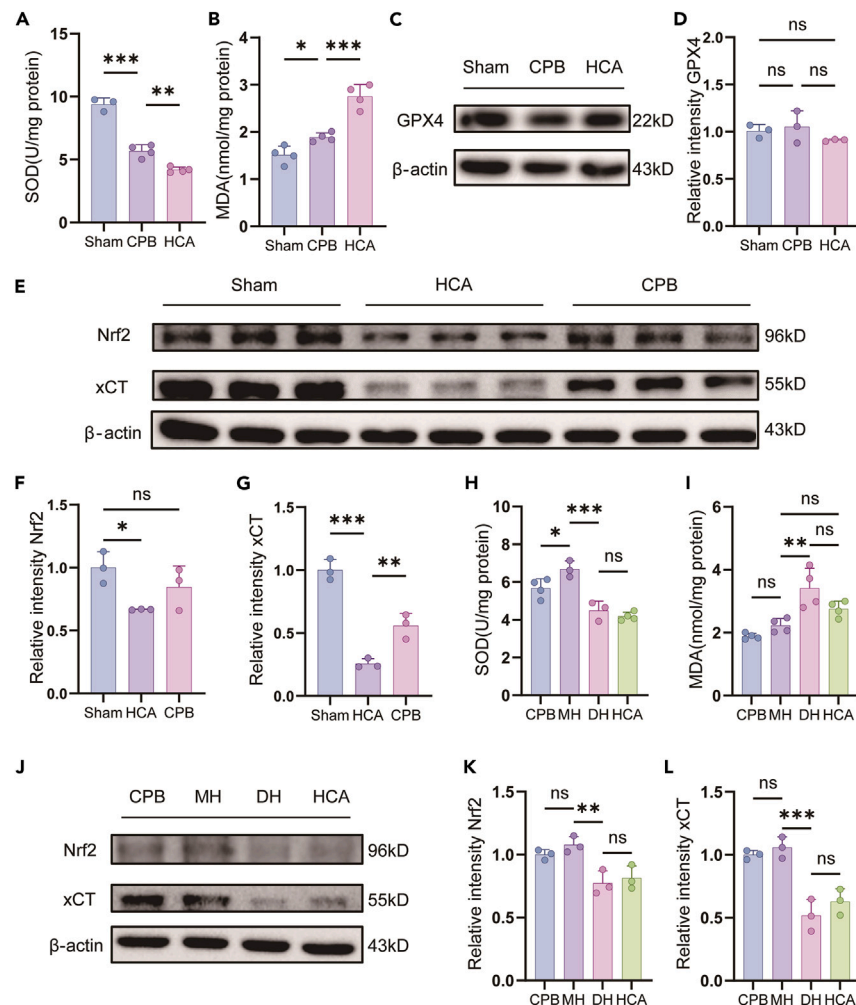 A
SOD(U/mg protein)
15
10
5
0
***
**
Sham CPB HCA
B
MDA(nmol/mg protein)
4
3
2
1
0
* ***
Sham CPB HCA
C
Sham CPB HCA
GPX4 22kD
β-actin 43kD
D
Relative intensity GPX4
2.0
1.5
1.0
0.5
0.0
ns
ns ns
Sham CPB HCA
E
Sham HCA CPB
Nrf2 96kD
xCT 55kD
β-actin 43kD
F
Relative intensity Nrf2
1.5
1.0
0.5
0.0
ns
*
Sham HCA CPB
G
Relative intensity xCT
1.5
1.0
0.5
0.0
***
**
Sham HCA CPB
H
SOD(U/mg protein)
10
8
6
4
2
0
***
*
ns
CPB MH DH HCA
I
MDA(nmol/mg protein)
6
4
2
0
ns
** ns
ns
CPB MH DH HCA
J
CPB MH DH HCA
Nrf2 96kD
xCT 55kD
β-actin 43kD
K
Relative intensity Nrf2
1.5
1.0
0.5
0.0
ns
**
ns
CPB MH DH HCA
L
Relative intensity xCT
1.5
1.0
0.5
0.0
ns
***
ns
CPB MH DH HCA